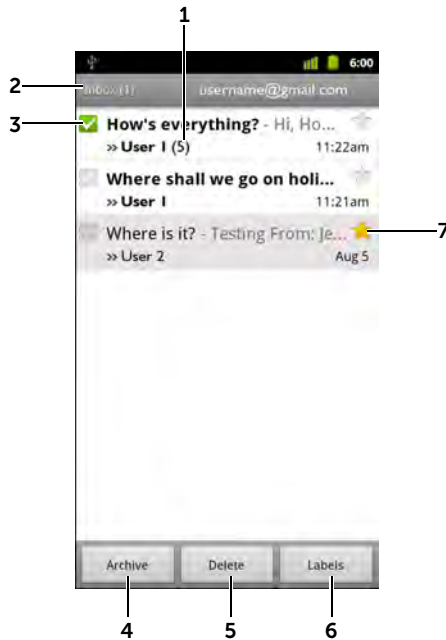 1
6:00
2
Inbox (1) username@gmail.com
3
How's everything? - Hi, Ho...
» User 1 (5) 11:22am
Where shall we go on holi...
» User 1 11:21am
Where is it? - Testing From: Je...
7
» User 2 Aug 5
Archive Delete Labels
4 5 6